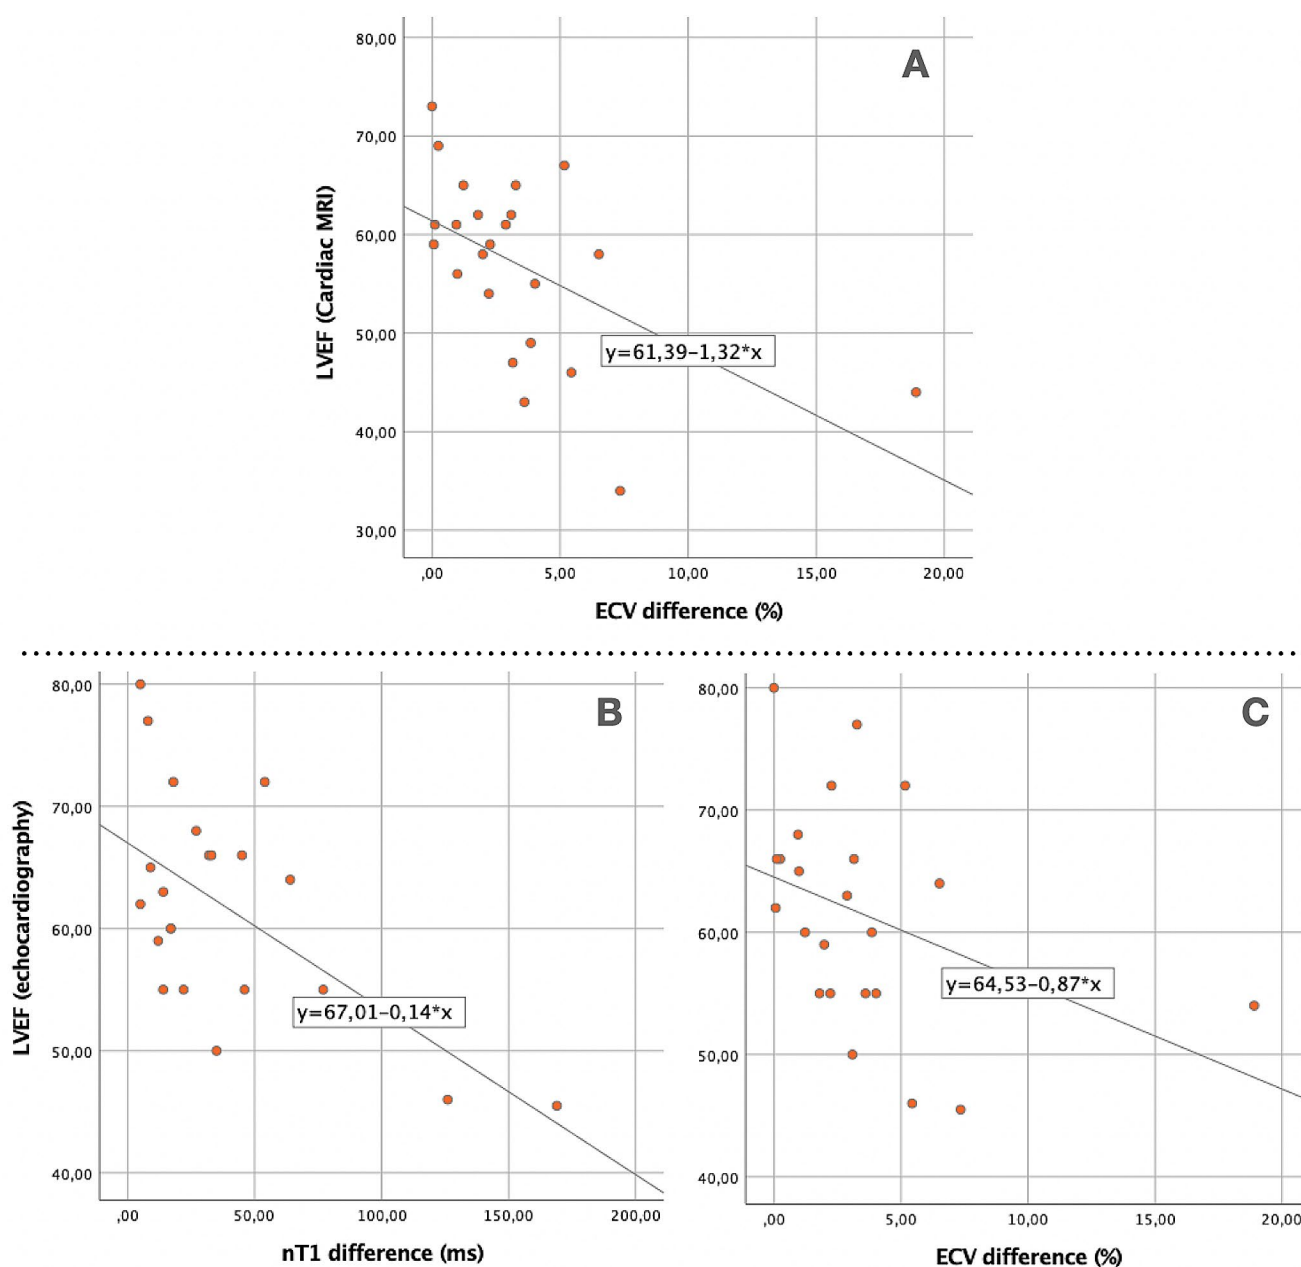 A
80,00
70,00
60,00
50,00
40,00
30,00
LVEF (Cardiac MRI)
y=61,39-1,32*x
,00 5,00 10,00 15,00 20,00
ECV difference (%)
B
80,00
70,00
60,00
50,00
40,00
LVEF (echocardiography)
y=67,01-0,14*x
,00 50,00 100,00 150,00 200,00
nT1 difference (ms)
C
80,00
70,00
60,00
50,00
40,00
y=64,53-0,87*x
,00 5,00 10,00 15,00 20,00
ECV difference (%)